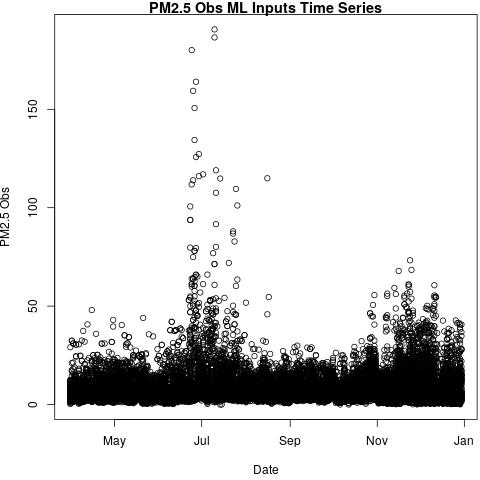 PM2.5 Obs ML Inputs Time Series
PM2.5 Obs
150
100
50
0
May Jul Sep Nov Jan
Date